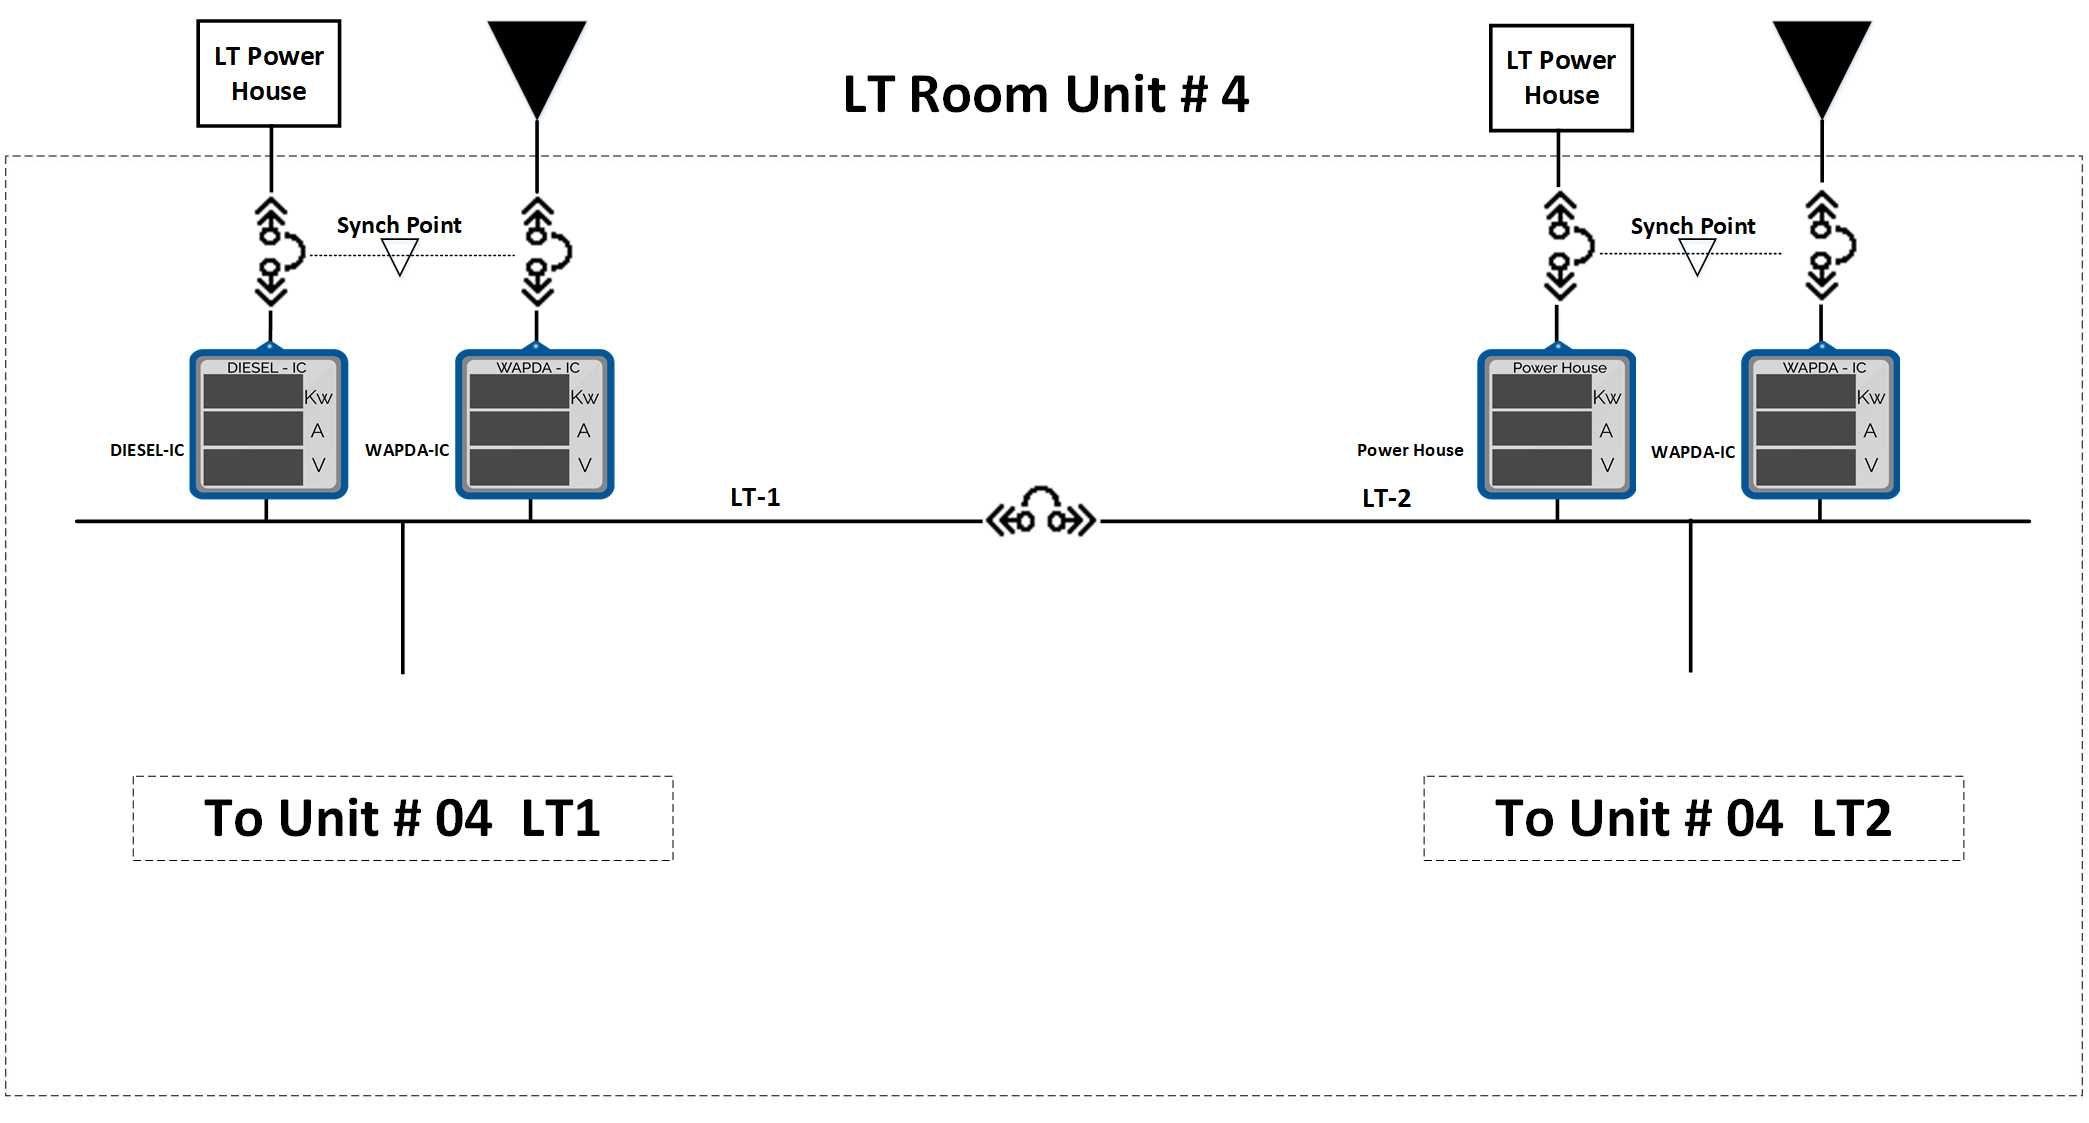 LT Power
House
LT Room Unit # 4
LT Power
House
Synch Point
Synch Point
DIESEL - IC
Kw
A
V
DIESEL-IC
WAPDA - IC
Kw
A
V
WAPDA-IC
Power House
Kw
A
V
Power House
WAPDA - IC
Kw
A
V
WAPDA-IC
LT-1
LT-2
To Unit # 04  LT1
To Unit # 04  LT2